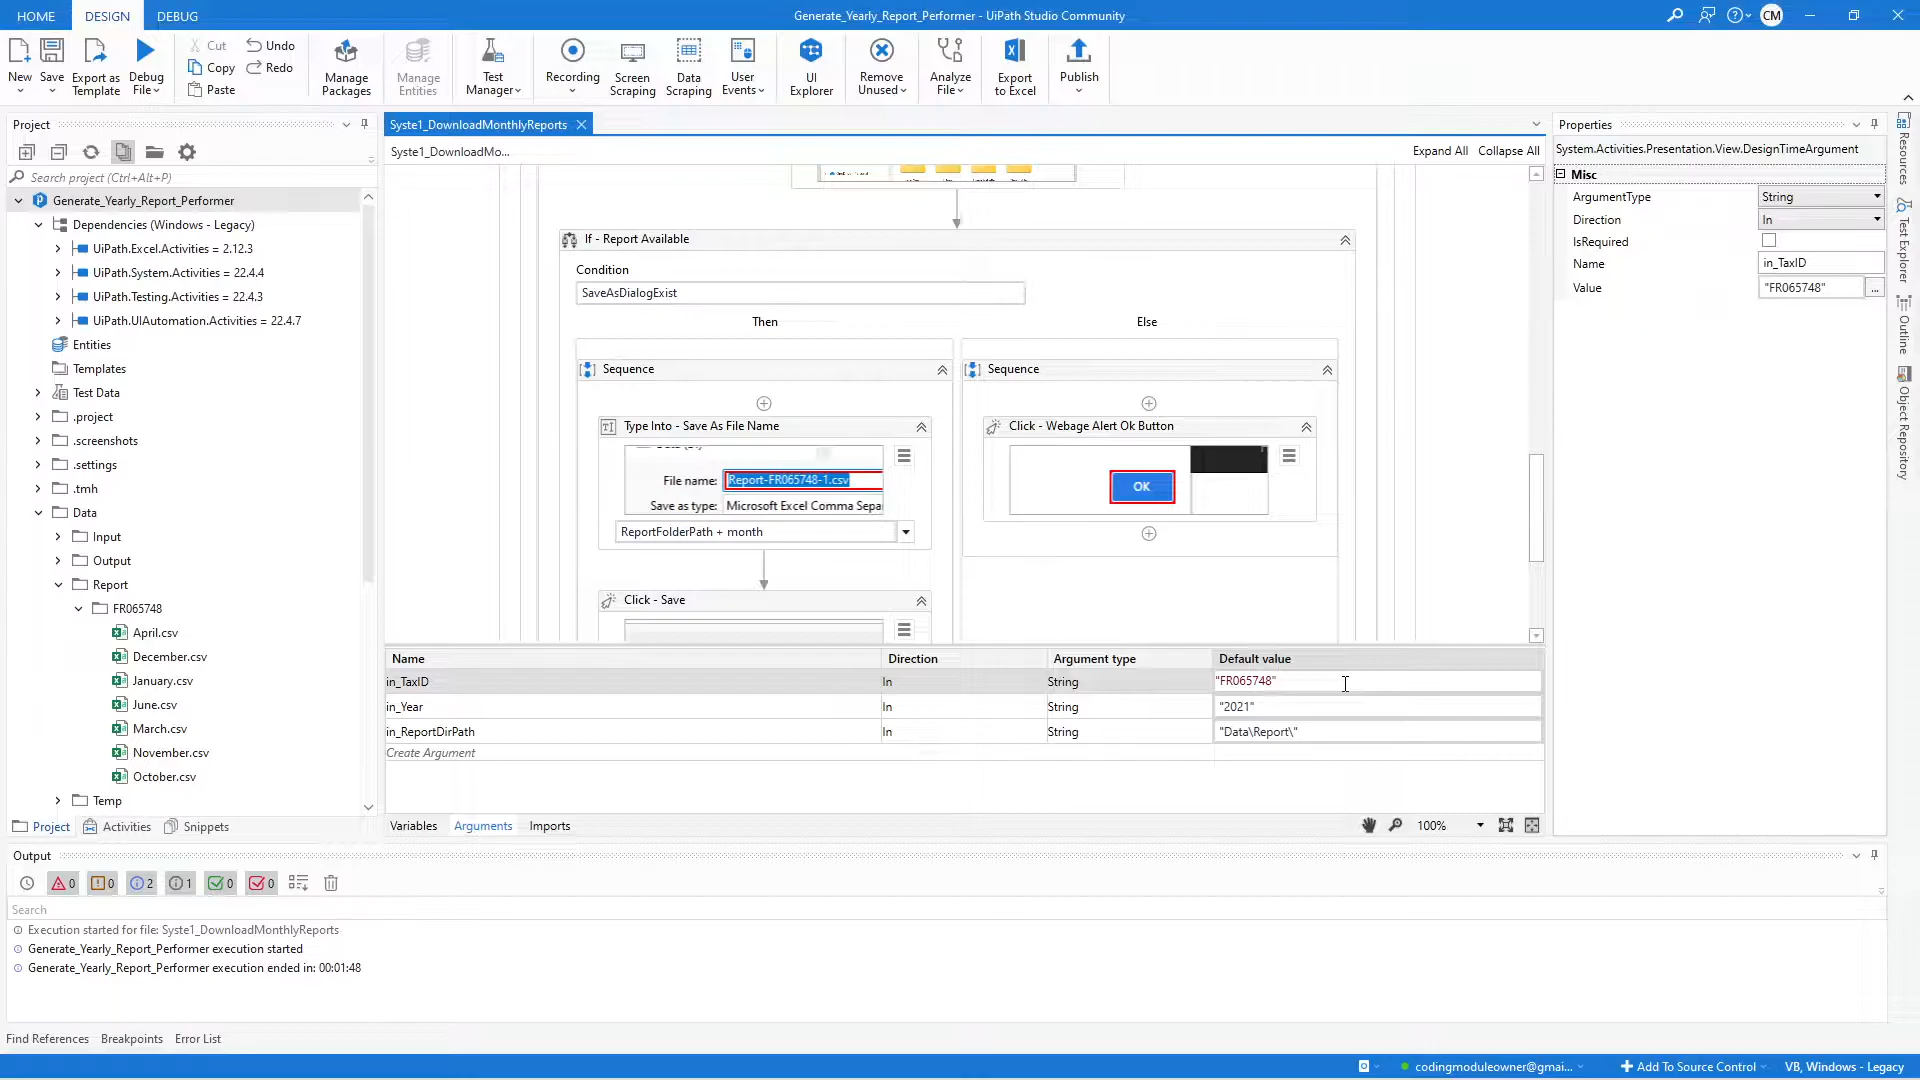 HOME DESIGN DEBUG
Generate_Yearly_Report_Performer - UiPath Studio Community
CM
New
Save
Export as
Template
Debug
File
Cut
Copy
Paste
Undo
Redo
Manage
Packages
Manage
Entities
Test
Manager
Recording
Screen
Scraping
Data
Scraping
User
Events
UI
Explorer
Remove
Unused
Analyze
File
Export
to Excel
Publish
Project
Search project (Ctrl+Alt+P)
Generate_Yearly_Report_Performer
Dependencies (Windows - Legacy)
UiPath.Excel.Activities = 2.12.3
UiPath.System.Activities = 22.4.4
UiPath.Testing.Activities = 22.4.3
UiPath.UIAutomation.Activities = 22.4.7
Entities
Templates
Test Data
.project
.screenshots
.settings
.tmh
Data
Input
Output
Report
FR065748
April.csv
December.csv
January.csv
June.csv
March.csv
November.csv
October.csv
Temp
Project Activities Snippets
Syste1_DownloadMonthlyReports
Syste1_DownloadMo...
Expand All Collapse All
If - Report Available
Condition
SaveAsDialogExist
Then
Else
Sequence
Type Into - Save As File Name
File name: Report-FR065748-1.csv
Save as type: Microsoft Excel Comma Sepa
ReportFolderPath + month
Click - Save
Sequence
Click - Webage Alert Ok Button
OK
Name Direction Argument type Default value
in_TaxID In String "FR065748"
in_Year In String "2021"
in_ReportDirPath In String "Data\Report\"
Create Argument
Variables Arguments Imports
100%
Properties
System.Activities.Presentation.View.DesignTimeArgument
Misc
ArgumentType String
Direction In
IsRequired
Name in_TaxID
Value "FR065748" ...
Resources
Test Explorer
Outline
Object Repository
Output
0 0 2 1 0 0
Search
Execution started for file: Syste1_DownloadMonthlyReports
Generate_Yearly_Report_Performer execution started
Generate_Yearly_Report_Performer execution ended in: 00:01:48
Find References Breakpoints Error List
codingmoduleowner@gmai... Add To Source Control VB, Windows - Legacy